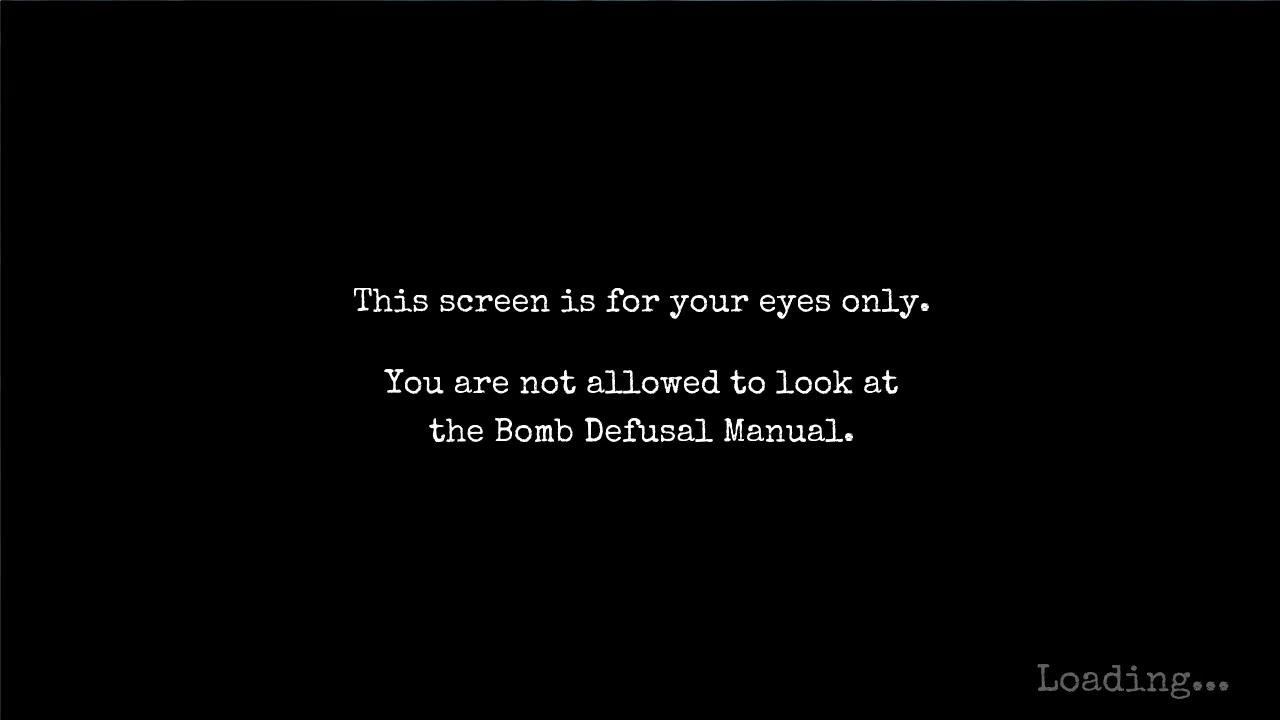 This screen is for your eyes only.
You are not allowed to look at
the Bomb Defusal Manual.
Loading...